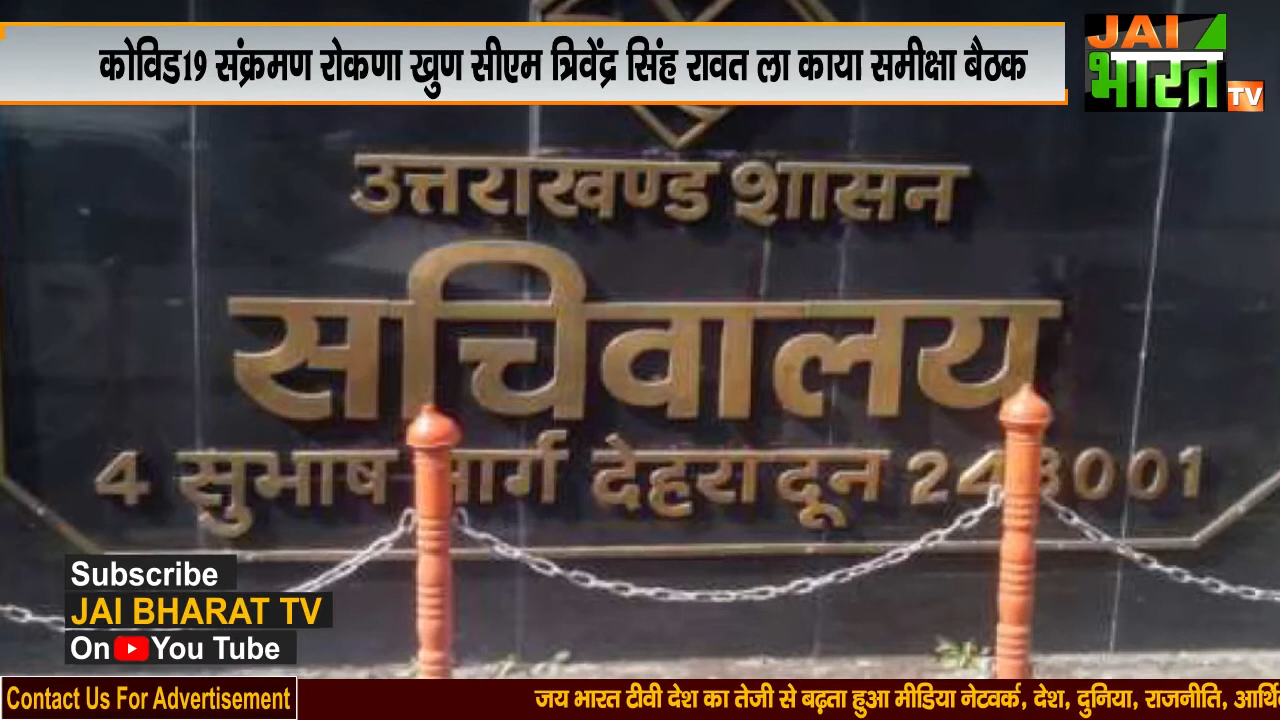 कोविड19 संक्रमण रोकणा खुण सीएम त्रिवेंद्र सिंह रावत ला काया समीक्षा बैठक
JAI
भारत
TV
उत्तराखण्ड शासन
सचिवालय
4 सुभाष मार्ग देहरादून 248001
Subscribe
JAI BHARAT TV
On You Tube
Contact Us For Advertisement
जय भारत टीवी देश का तेजी से बढ़ता हुआ मीडिया नेटवर्क, देश, दुनिया, राजनीति,